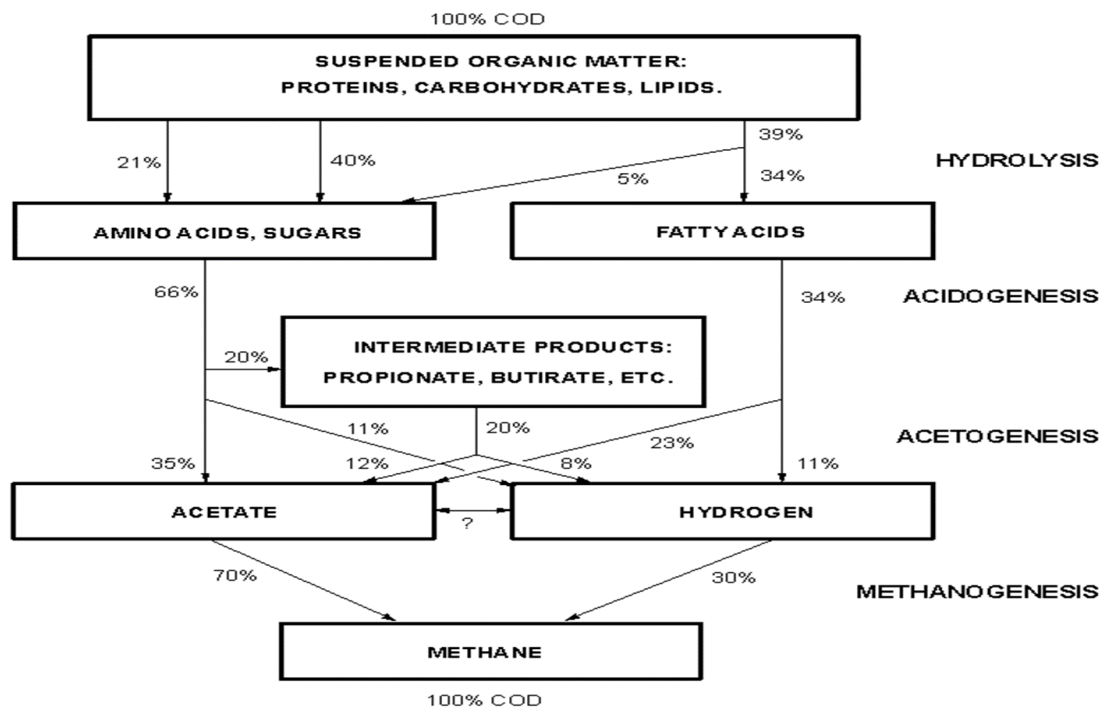 100% COD
SUSPENDED ORGANIC MATTER:
PROTEINS, CARBOHYDRATES, LIPIDS.
39%
21%
40%
HYDROLYSIS
5%
34%
AMINO ACIDS, SUGARS
FATTY ACIDS
66%
34%
ACIDOGENESIS
INTERMEDIATE PRODUCTS:
20%
PROPIONATE, BUTIRATE, ETC.
11%
20%
23%
ACETOGENESIS
35%
12%
8%
11%
ACETATE
HYDROGEN
?
70%
30%
METHANOGENESIS
METHANE
100% COD